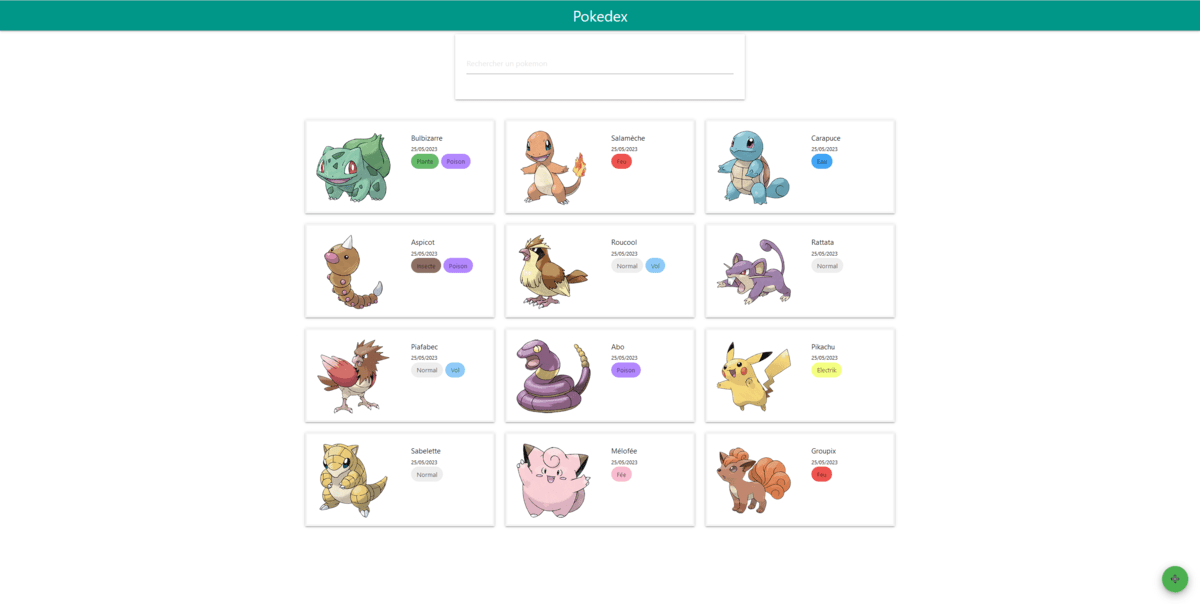 Pokedex
Rechercher un pokemon
Bulbizarre
25/05/2023
Plante Poison
Salamèche
25/05/2023
Feu
Carapuce
25/05/2023
Eau
Aspicot
25/05/2023
Insecte Poison
Roucool
25/05/2023
Normal Vol
Rattata
25/05/2023
Normal
Piafabec
25/05/2023
Normal Vol
Abo
25/05/2023
Poison
Pikachu
25/05/2023
Electrik
Sabelette
25/05/2023
Normal
Mélofée
25/05/2023
Fée
Groupix
25/05/2023
Feu